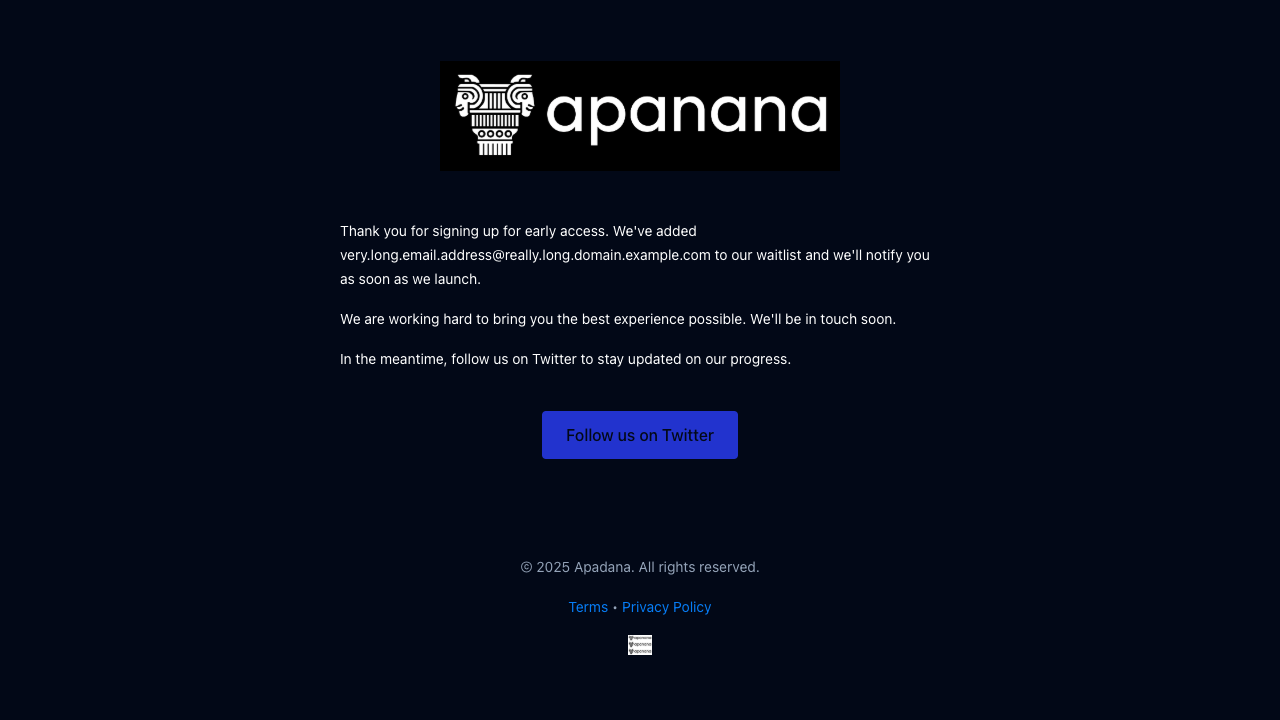 apanana
Thank you for signing up for early access. We've added
very.long.email.address@really.long.domain.example.com to our waitlist and we'll notify you
as soon as we launch.
We are working hard to bring you the best experience possible. We'll be in touch soon.
In the meantime, follow us on Twitter to stay updated on our progress.
Follow us on Twitter
© 2025 Apadana. All rights reserved.
Terms • Privacy Policy
apanana
apanana
apanana